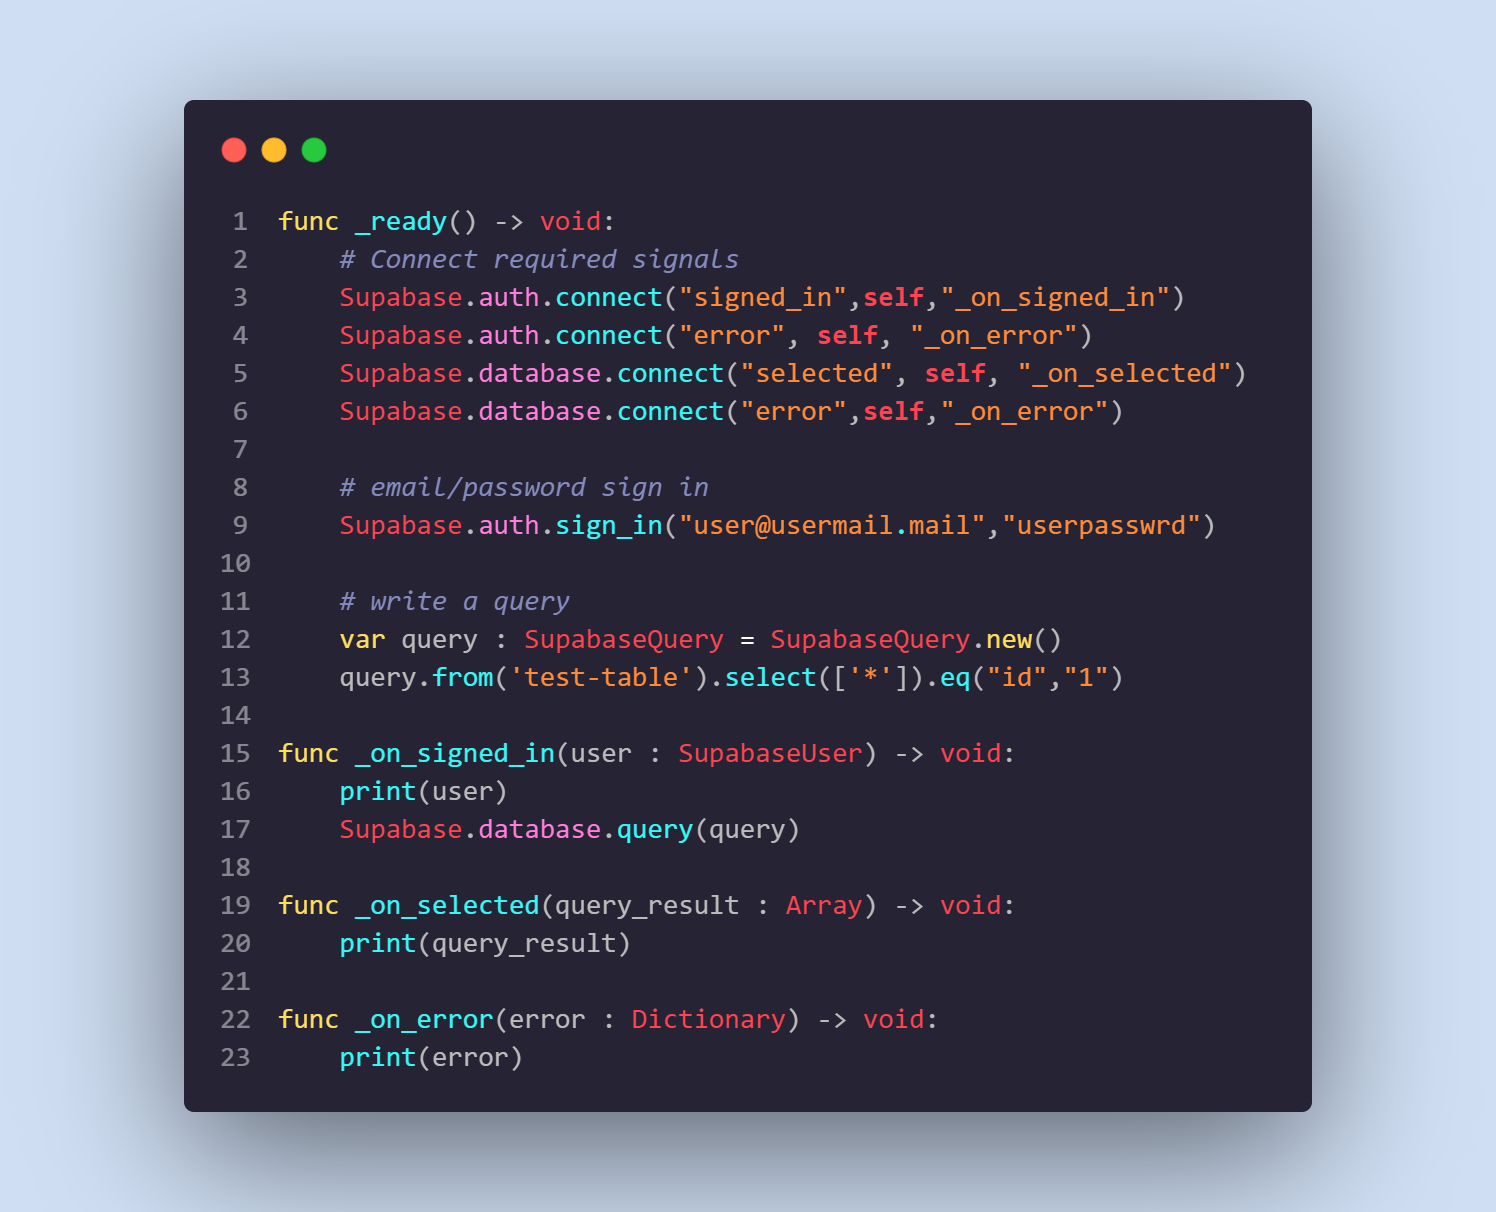 1 func _ready() -> void:
2     # Connect required signals
3     Supabase.auth.connect("signed_in",self,"_on_signed_in")
4     Supabase.auth.connect("error", self, "_on_error")
5     Supabase.database.connect("selected", self, "_on_selected")
6     Supabase.database.connect("error",self,"_on_error")
7
8     # email/password sign in
9     Supabase.auth.sign_in("user@usermail.mail","userpasswrd")
10
11     # write a query
12     var query : SupabaseQuery = SupabaseQuery.new()
13     query.from('test-table').select(['*']).eq("id","1")
14
15 func _on_signed_in(user : SupabaseUser) -> void:
16     print(user)
17     Supabase.database.query(query)
18
19 func _on_selected(query_result : Array) -> void:
20     print(query_result)
21
22 func _on_error(error : Dictionary) -> void:
23     print(error)